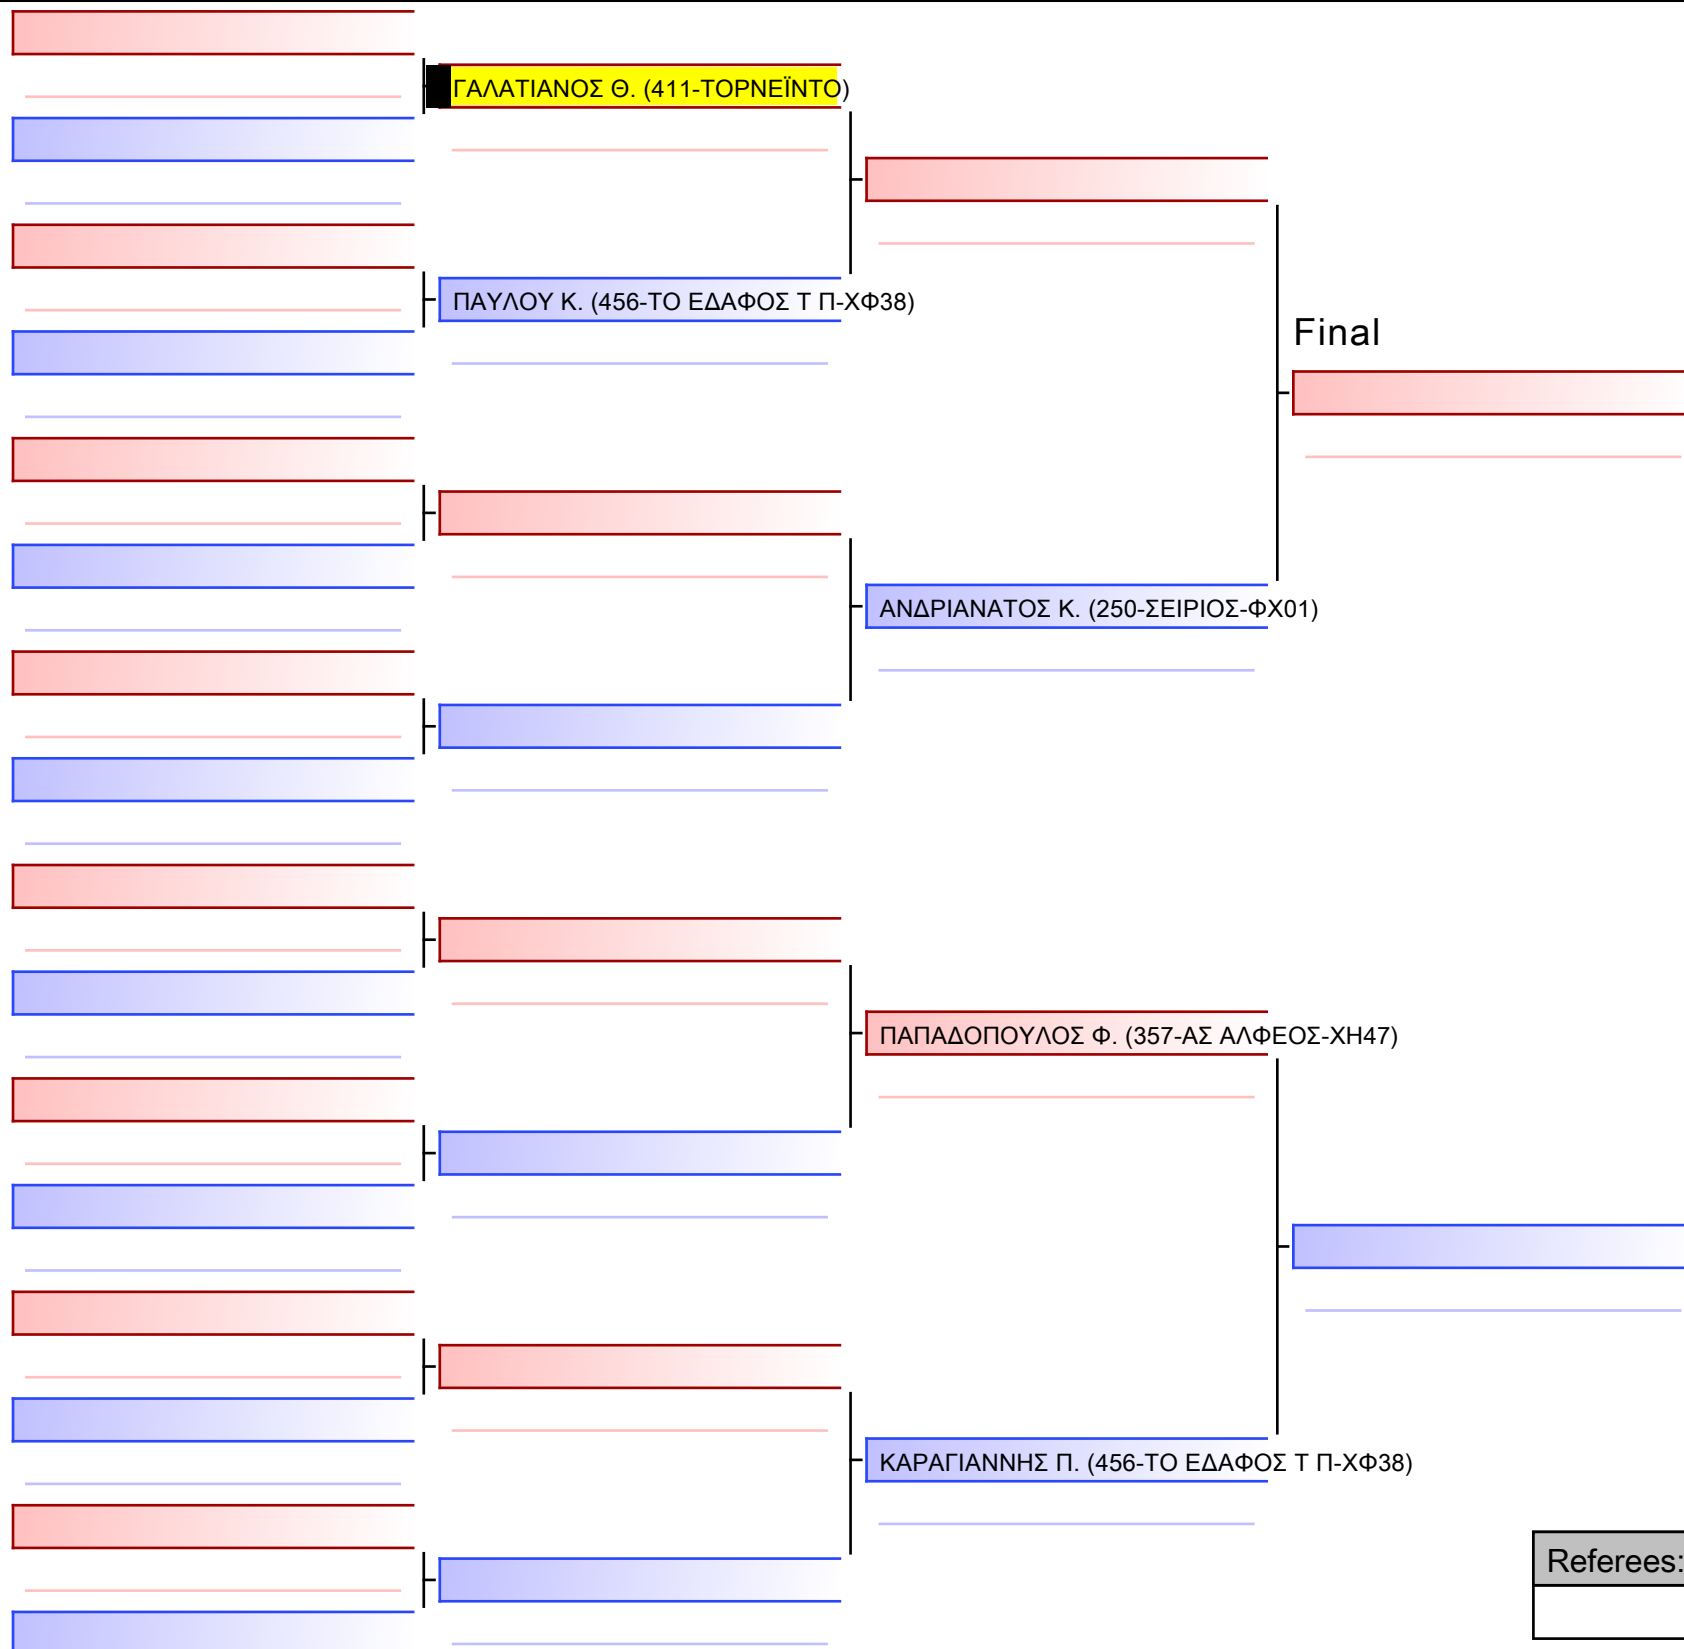 ΓΑΛΑΤΙΑΝΟΣ Θ. (411-ΤΟΡΝΕΪΝΤΟ)
ΠΑΥΛΟΥ Κ. (456-ΤΟ ΕΔΑΦΟΣ Τ Π-ΧΦ38)
Final
ΑΝΔΡΙΑΝΑΤΟΣ Κ. (250-ΣΕΙΡΙΟΣ-ΦΧ01)
ΠΑΠΑΔΟΠΟΥΛΟΣ Φ. (357-ΑΣ ΑΛΦΕΟΣ-ΧΗ47)
ΚΑΡΑΓΙΑΝΝΗΣ Π. (456-ΤΟ ΕΔΑΦΟΣ Τ Π-ΧΦ38)
Referees: